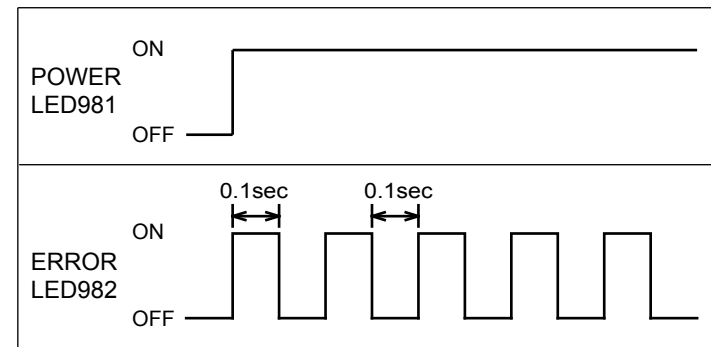 ON
POWER
LED981
OFF
0.1sec 0.1sec
ON
ERROR
LED982
OFF